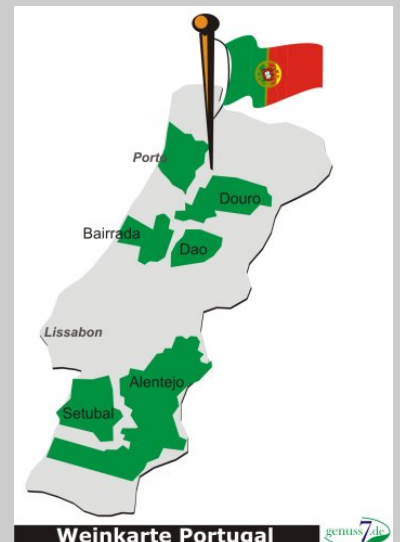 Porto
Douro
Bairrada
Dao
Lissabon
Alentejo
Setubal
Weinkarte Portugal
genuss7.de